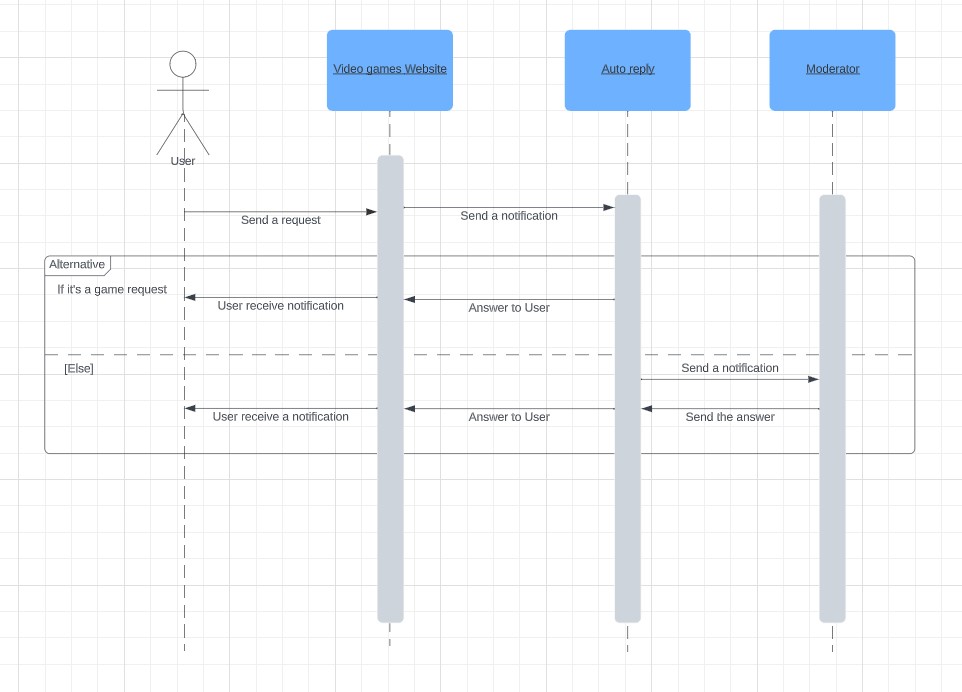 Video games Website
Auto reply
Moderator
User
Send a request
Send a notification
Alternative
If it's a game request
User receive notification
Answer to User
[Else]
Send a notification
User receive a notification
Answer to User
Send the answer